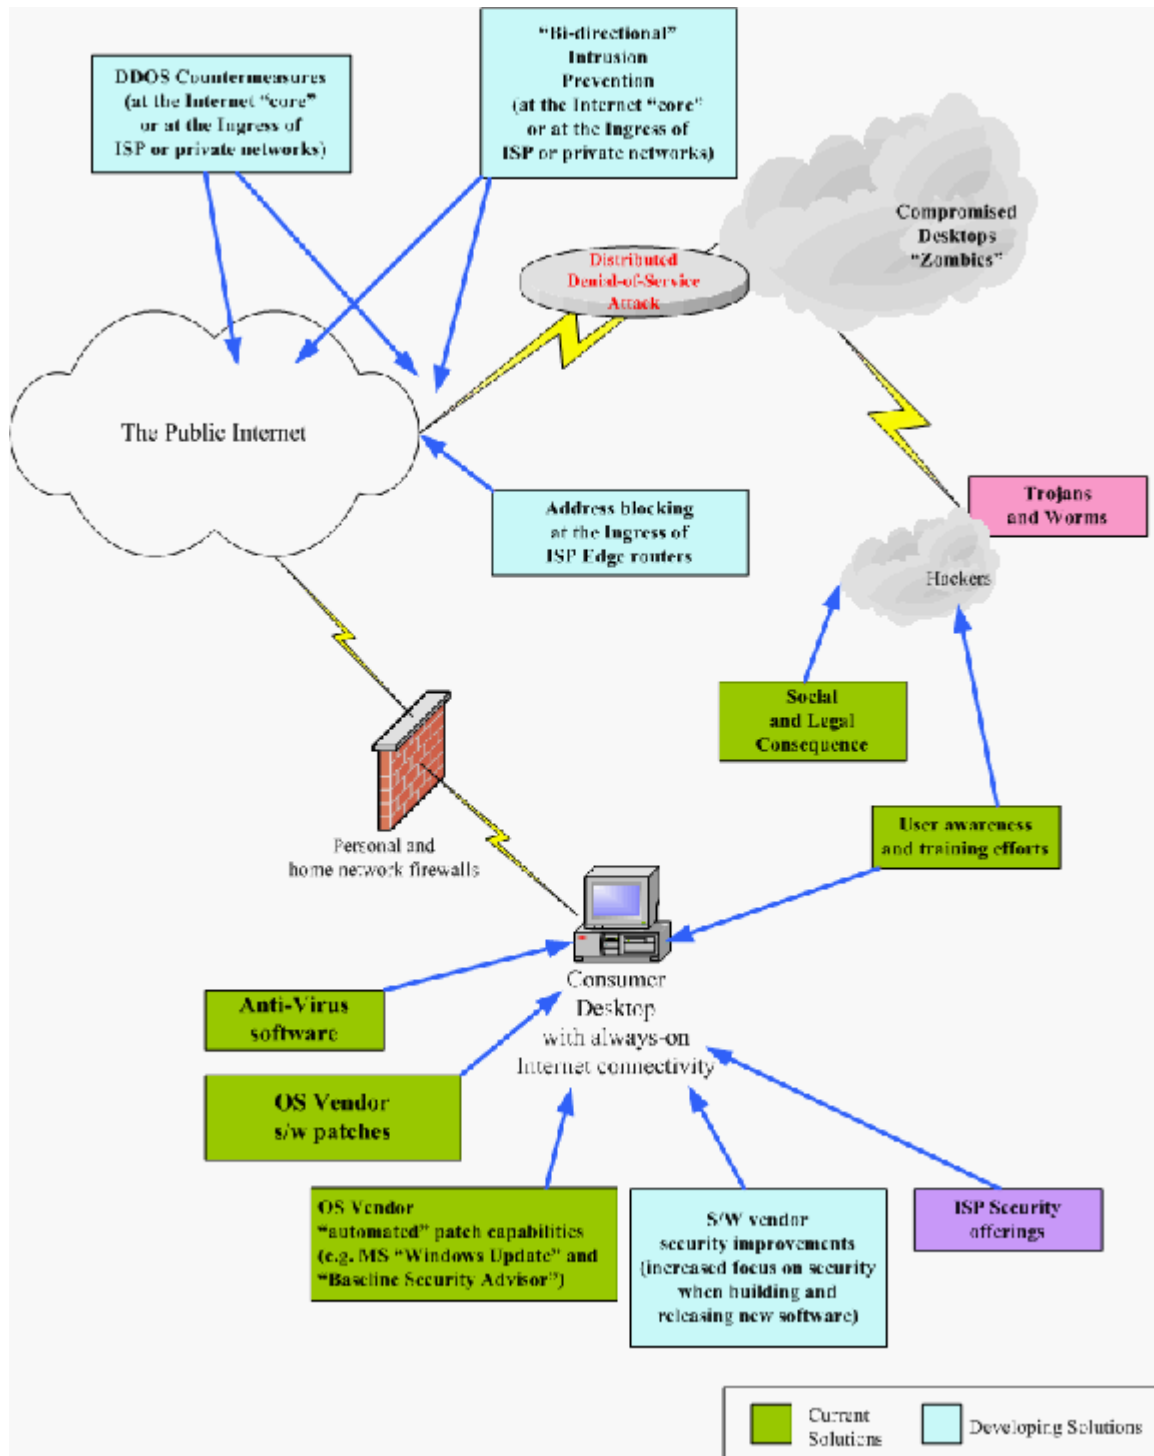 DDOS Countermeasures
(at the Internet “core”
or at the Ingress of
ISP or private networks)
“Bi-directional”
Intrusion
Prevention
(at the Internet “core”
or at the Ingress of
ISP or private networks)
Compromised
Desktops
“Zombies”
Distributed
Denial-of-Service
Attack
The Public Internet
Trojans
and Worms
Address blocking
at the Ingress of
ISP Edge routers
Hackers
Social
and Legal
Consequence
User awareness
and training efforts
Personal and
home network firewalls
Consumer
Desktop
with always-on
Internet connectivity
Anti-Virus
software
OS Vendor
s/w patches
OS Vendor
“automated” patch capabilities
(e.g. MS “Windows Update” and
“Baseline Security Advisor”)
S/W vendor
security improvements
(increased focus on security
when building and
releasing new software)
ISP Security
offerings
Current
Solutions
Developing Solutions